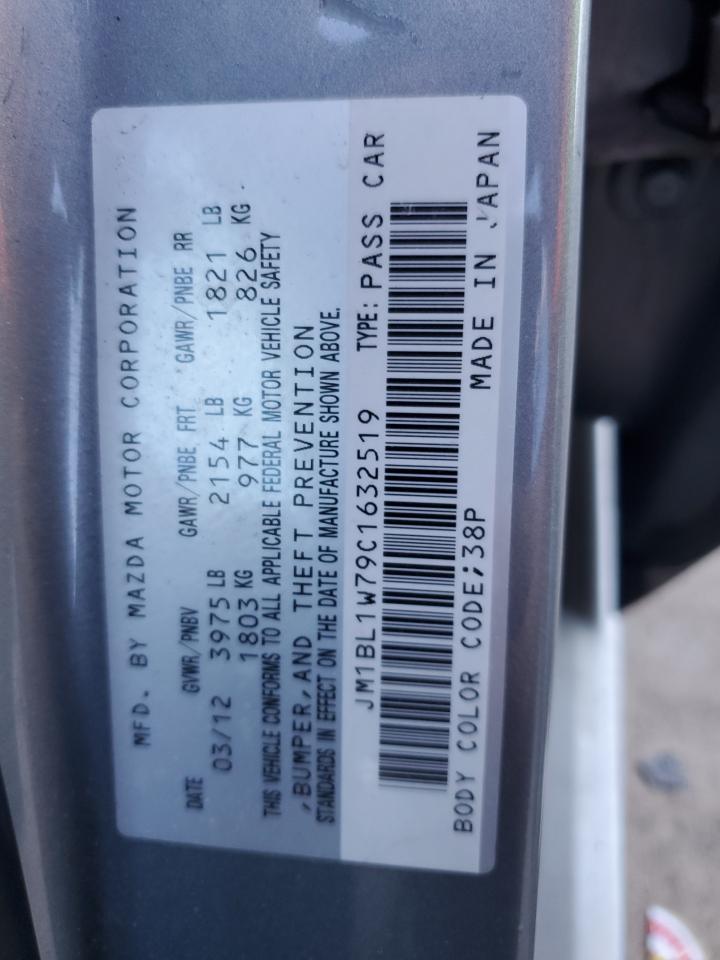 MFD. BY MAZDA MOTOR CORPORATION
DATE GVWR/PNBV GAWR/PNBE FRT GAWR/PNBE RR
03/12 3975 LB 2154 LB 1821 LB
1803 KG 977 KG 826 KG
THIS VEHICLE CONFORMS TO ALL APPLICABLE FEDERAL MOTOR VEHICLE SAFETY
,BUMPER,AND THEFT PREVENTION
STANDARDS IN EFFECT ON THE DATE OF MANUFACTURE SHOWN ABOVE.
JM1BL1W79C1632519 TYPE: PASS CAR
BODY COLOR CODE;38P MADE IN JAPAN